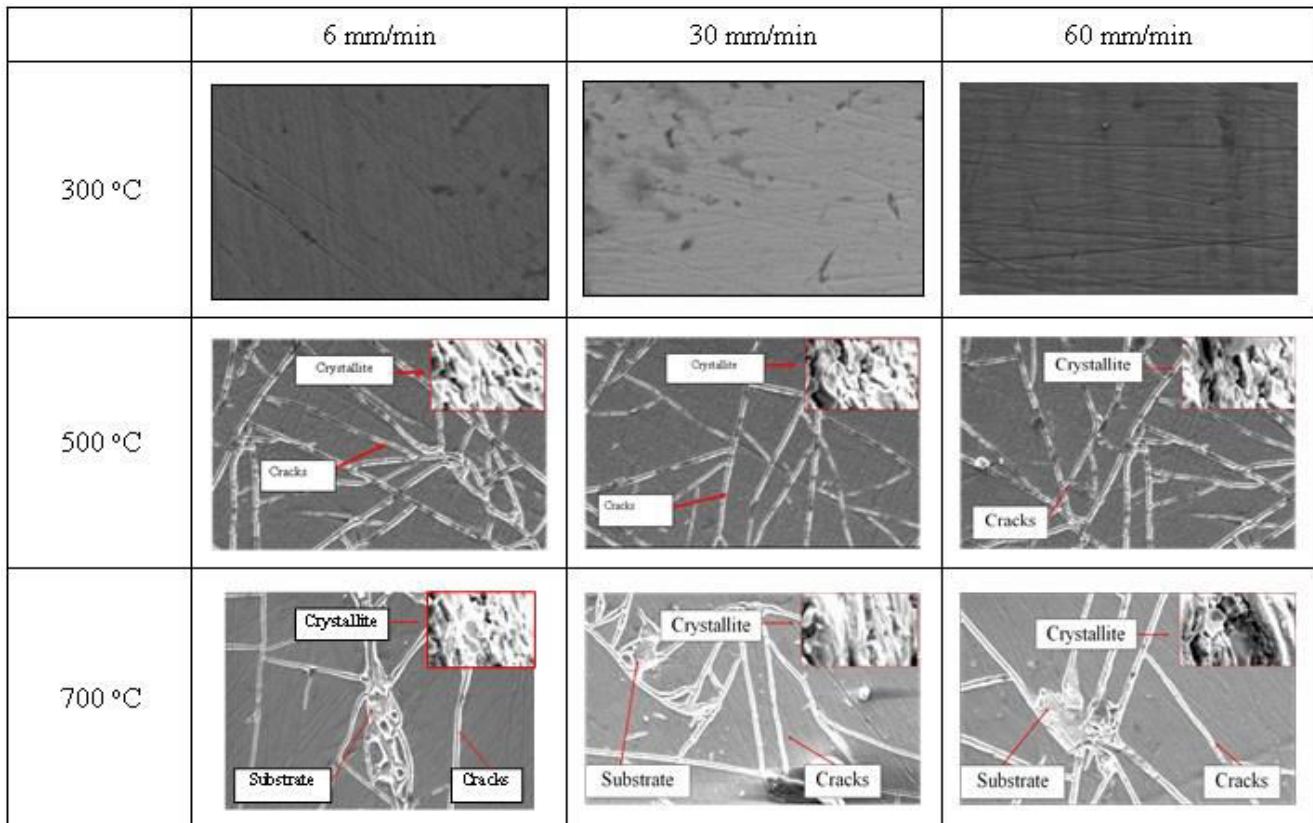 6 mm/min
30 mm/min
60 mm/min
300 °C
500 °C
Crystallite
Cracks
Crystallite
Cracks
Crystallite
Cracks
700 °C
Crystallite
Substrate
Cracks
Crystallite
Substrate
Cracks
Crystallite
Substrate
Cracks